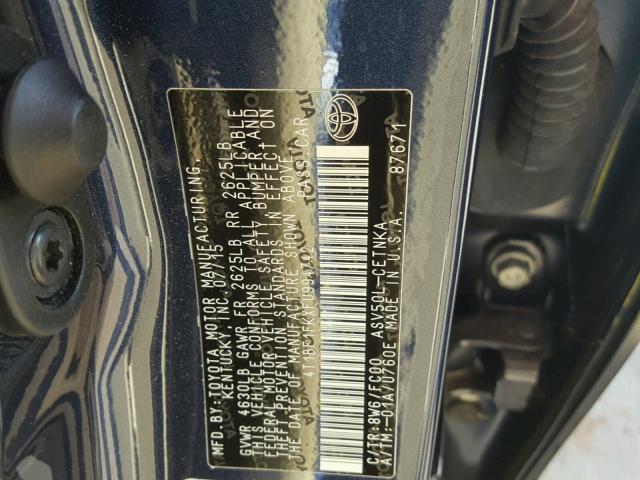 MFD.BY:TOYOTA MOTOR MANUFACTURING,
KENTUCKY, INC. 07/15
GVWR 4630LB GAWR FR 2625LB RR 2625LB
THIS VEHICLE CONFORMS TO ALL APPLICABLE
FEDERAL MOTOR VEHICLE SAFETY BUMPER AND
THEFT STANDARDS IN EFFECT ON
THE DATE OF MANUFACTURE SHOWN ABOVE.
PASS.CAR
C/TR:8W6/FC00 ASV50L-CETNKA
A/TM:-01A/U760E MADE IN U.S.A. 87671